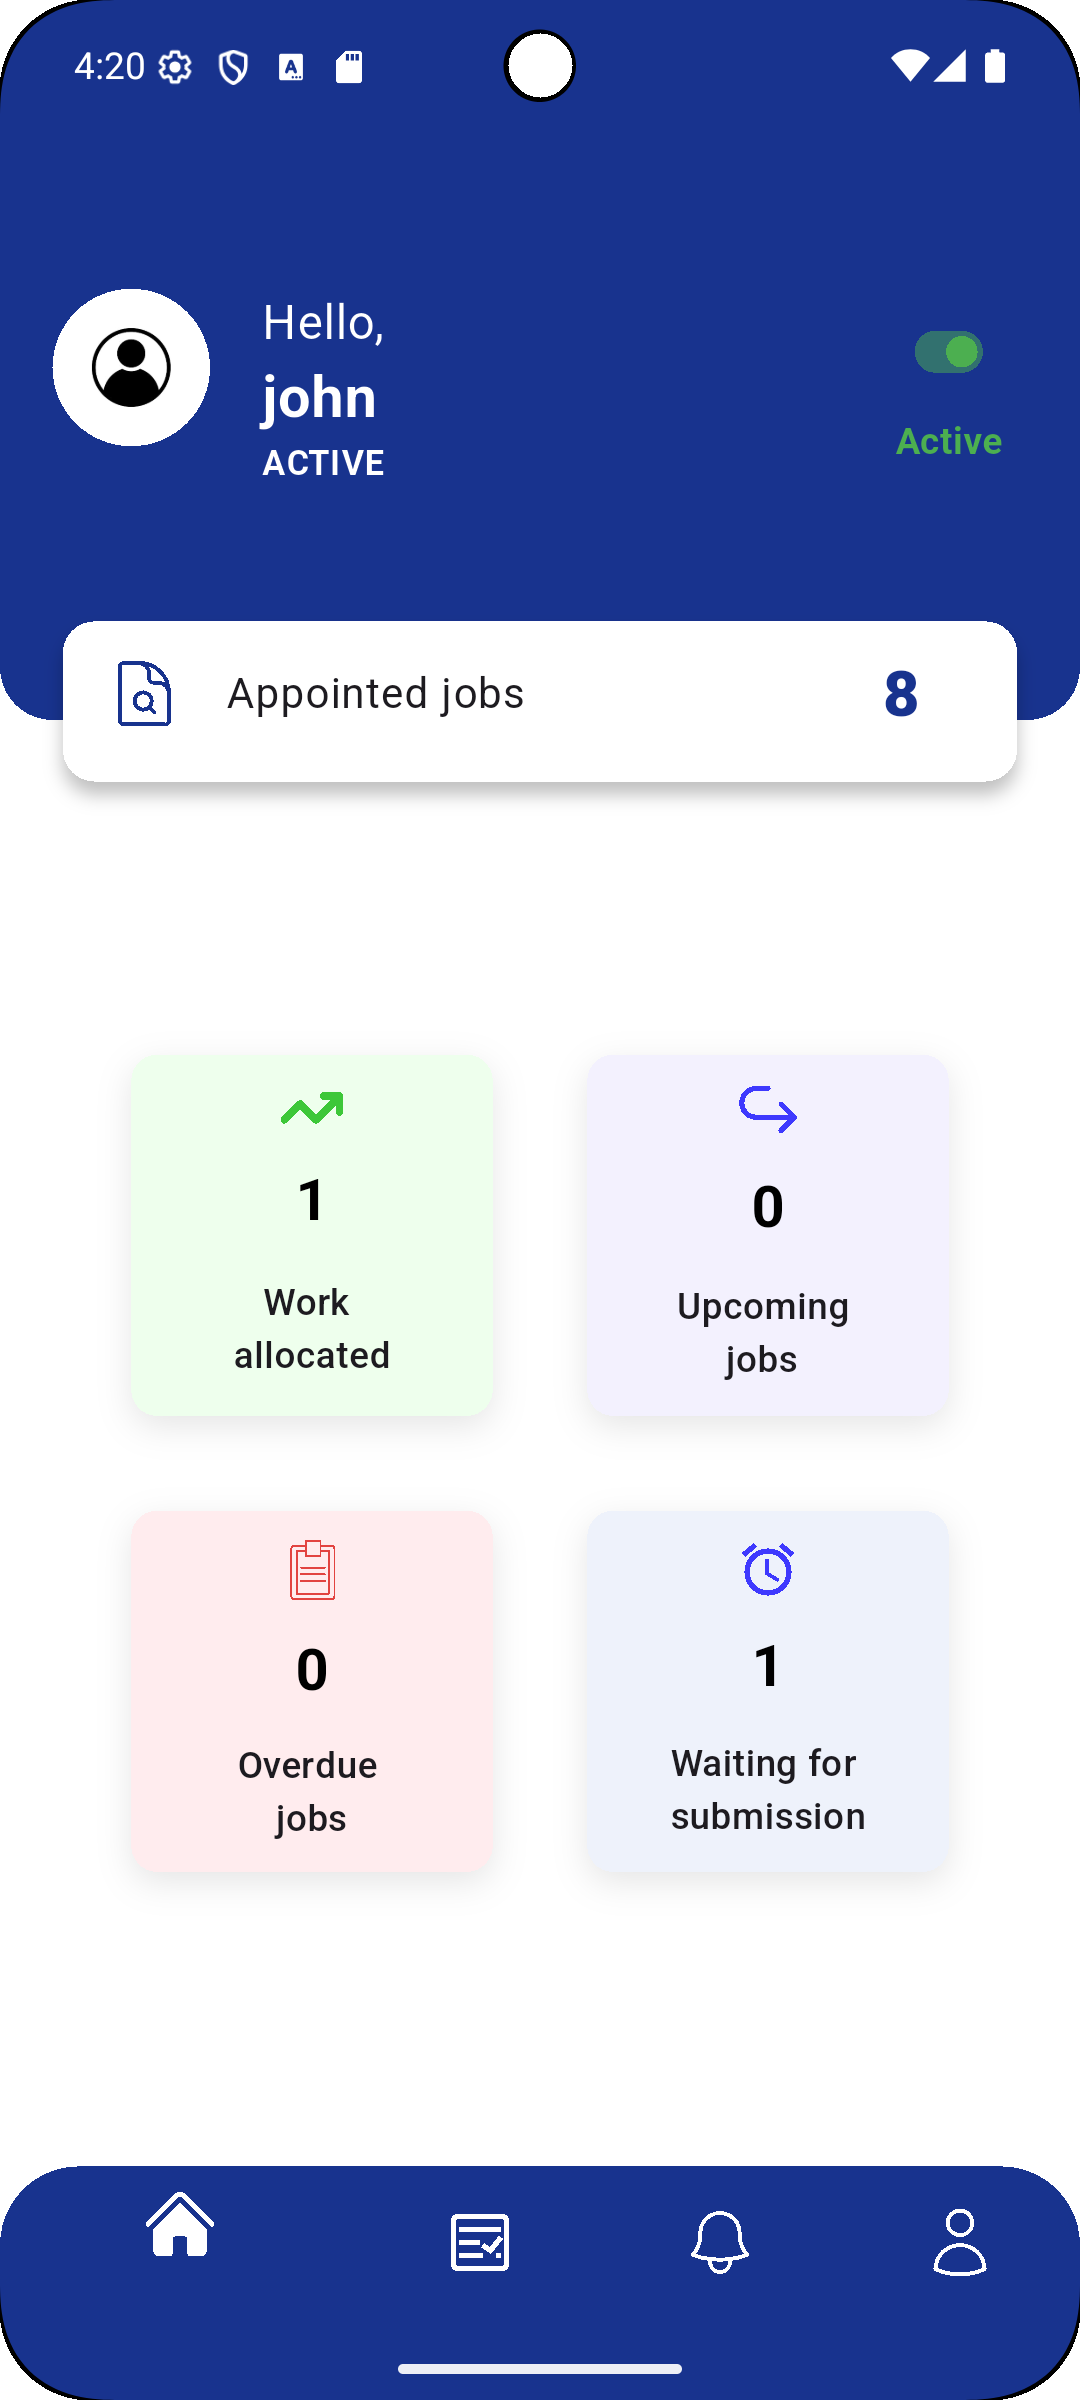 4:20
Hello,
john
ACTIVE
Active
Appointed jobs
8
1
Work
allocated
0
Upcoming
jobs
0
Overdue
jobs
1
Waiting for
submission